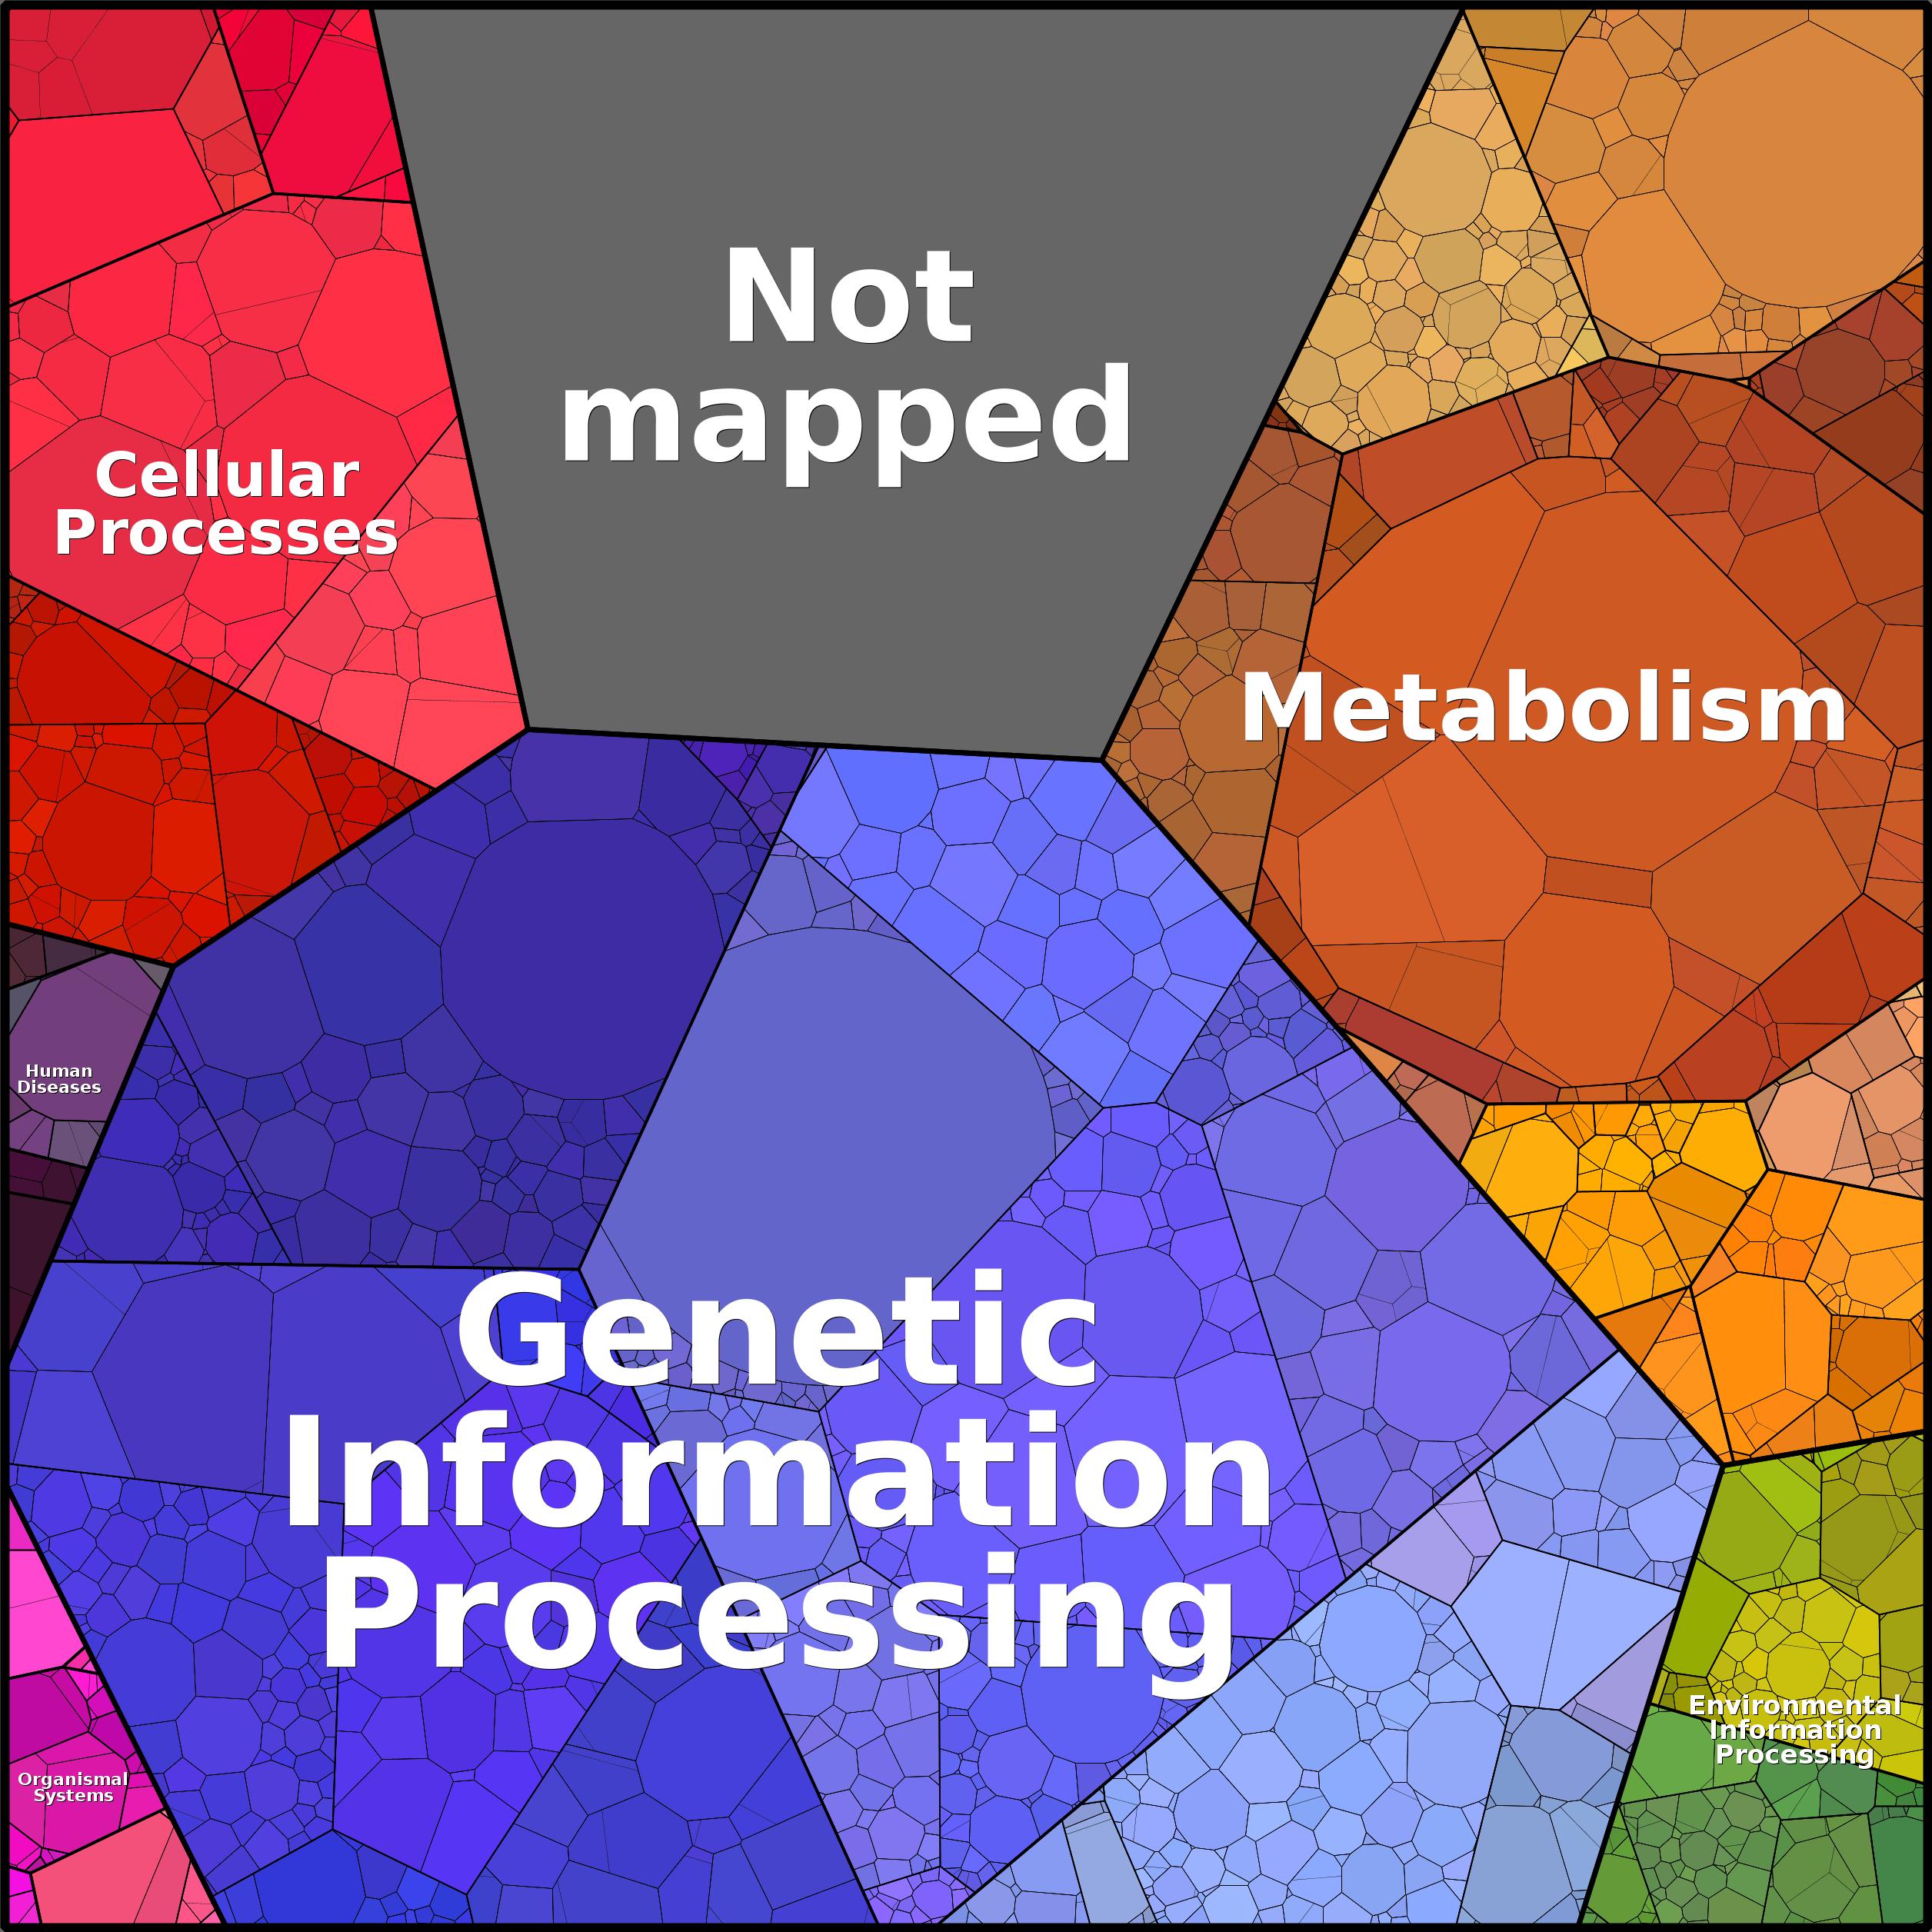 Not
mapped
Cellular
Processes
Metabolism
Human
Diseases
Genetic
Information
Processing
Environmental
Information
Processing
Organismal
Systems